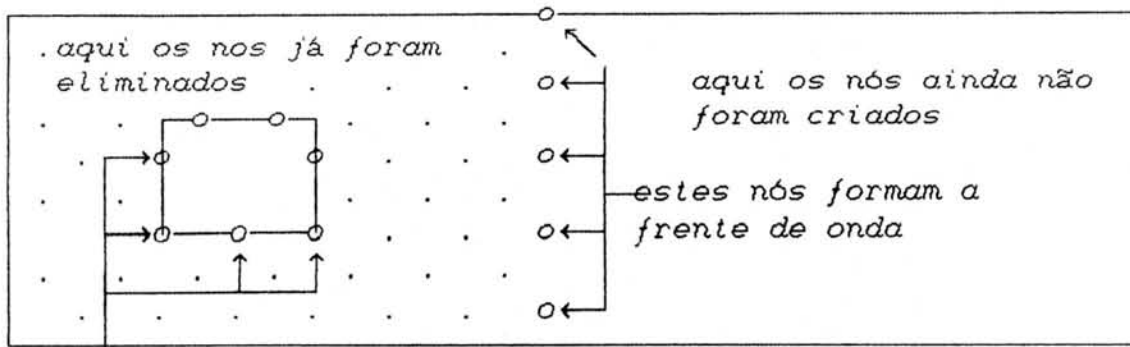 aqui os nos já foram
eliminados
aqui os nós ainda não
foram criados
estes nós formam a
frente de onda